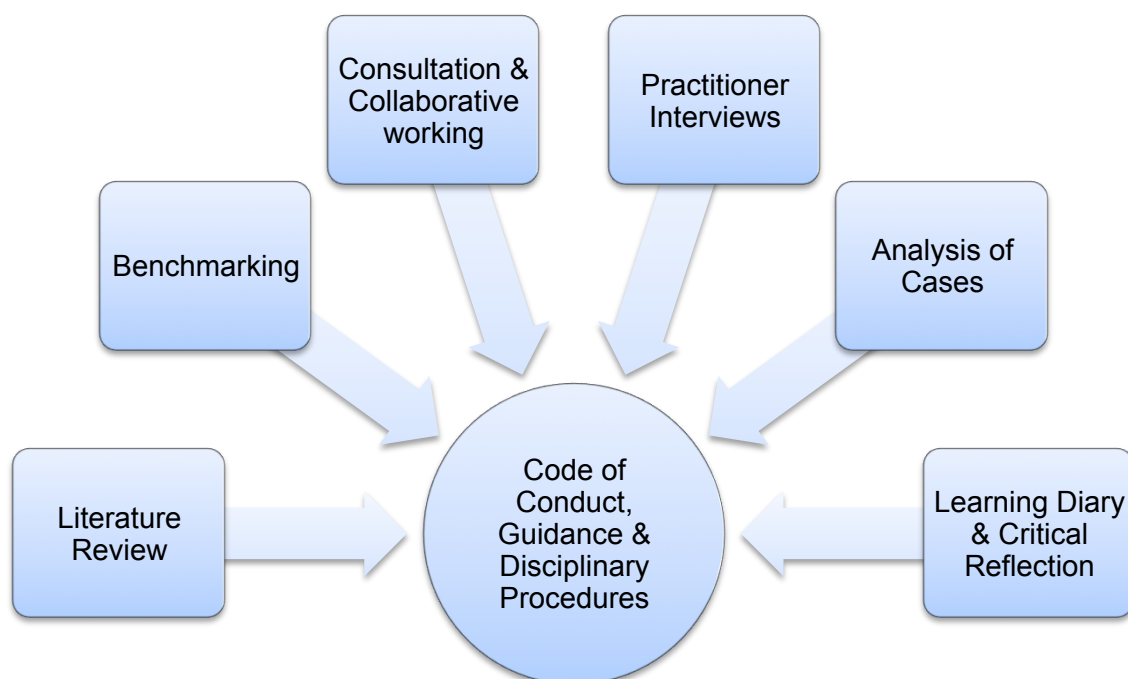 Consultation &
Collaborative
working
Practitioner
Interviews
Benchmarking
Analysis of
Cases
Literature
Review
Code of
Conduct,
Guidance &
Disciplinary
Procedures
Learning Diary
& Critical
Reflection